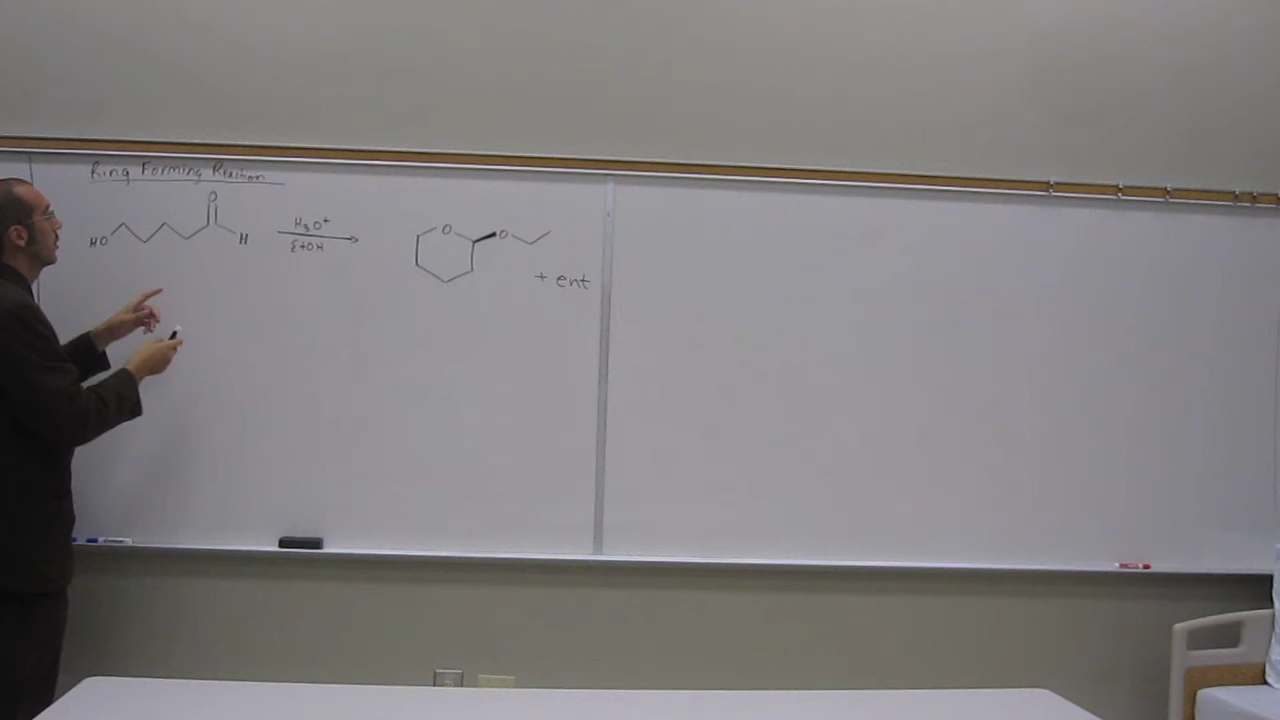 Ring Forming Reaction
O
HO
H
H3O+
EtOH
O
O
+ ent